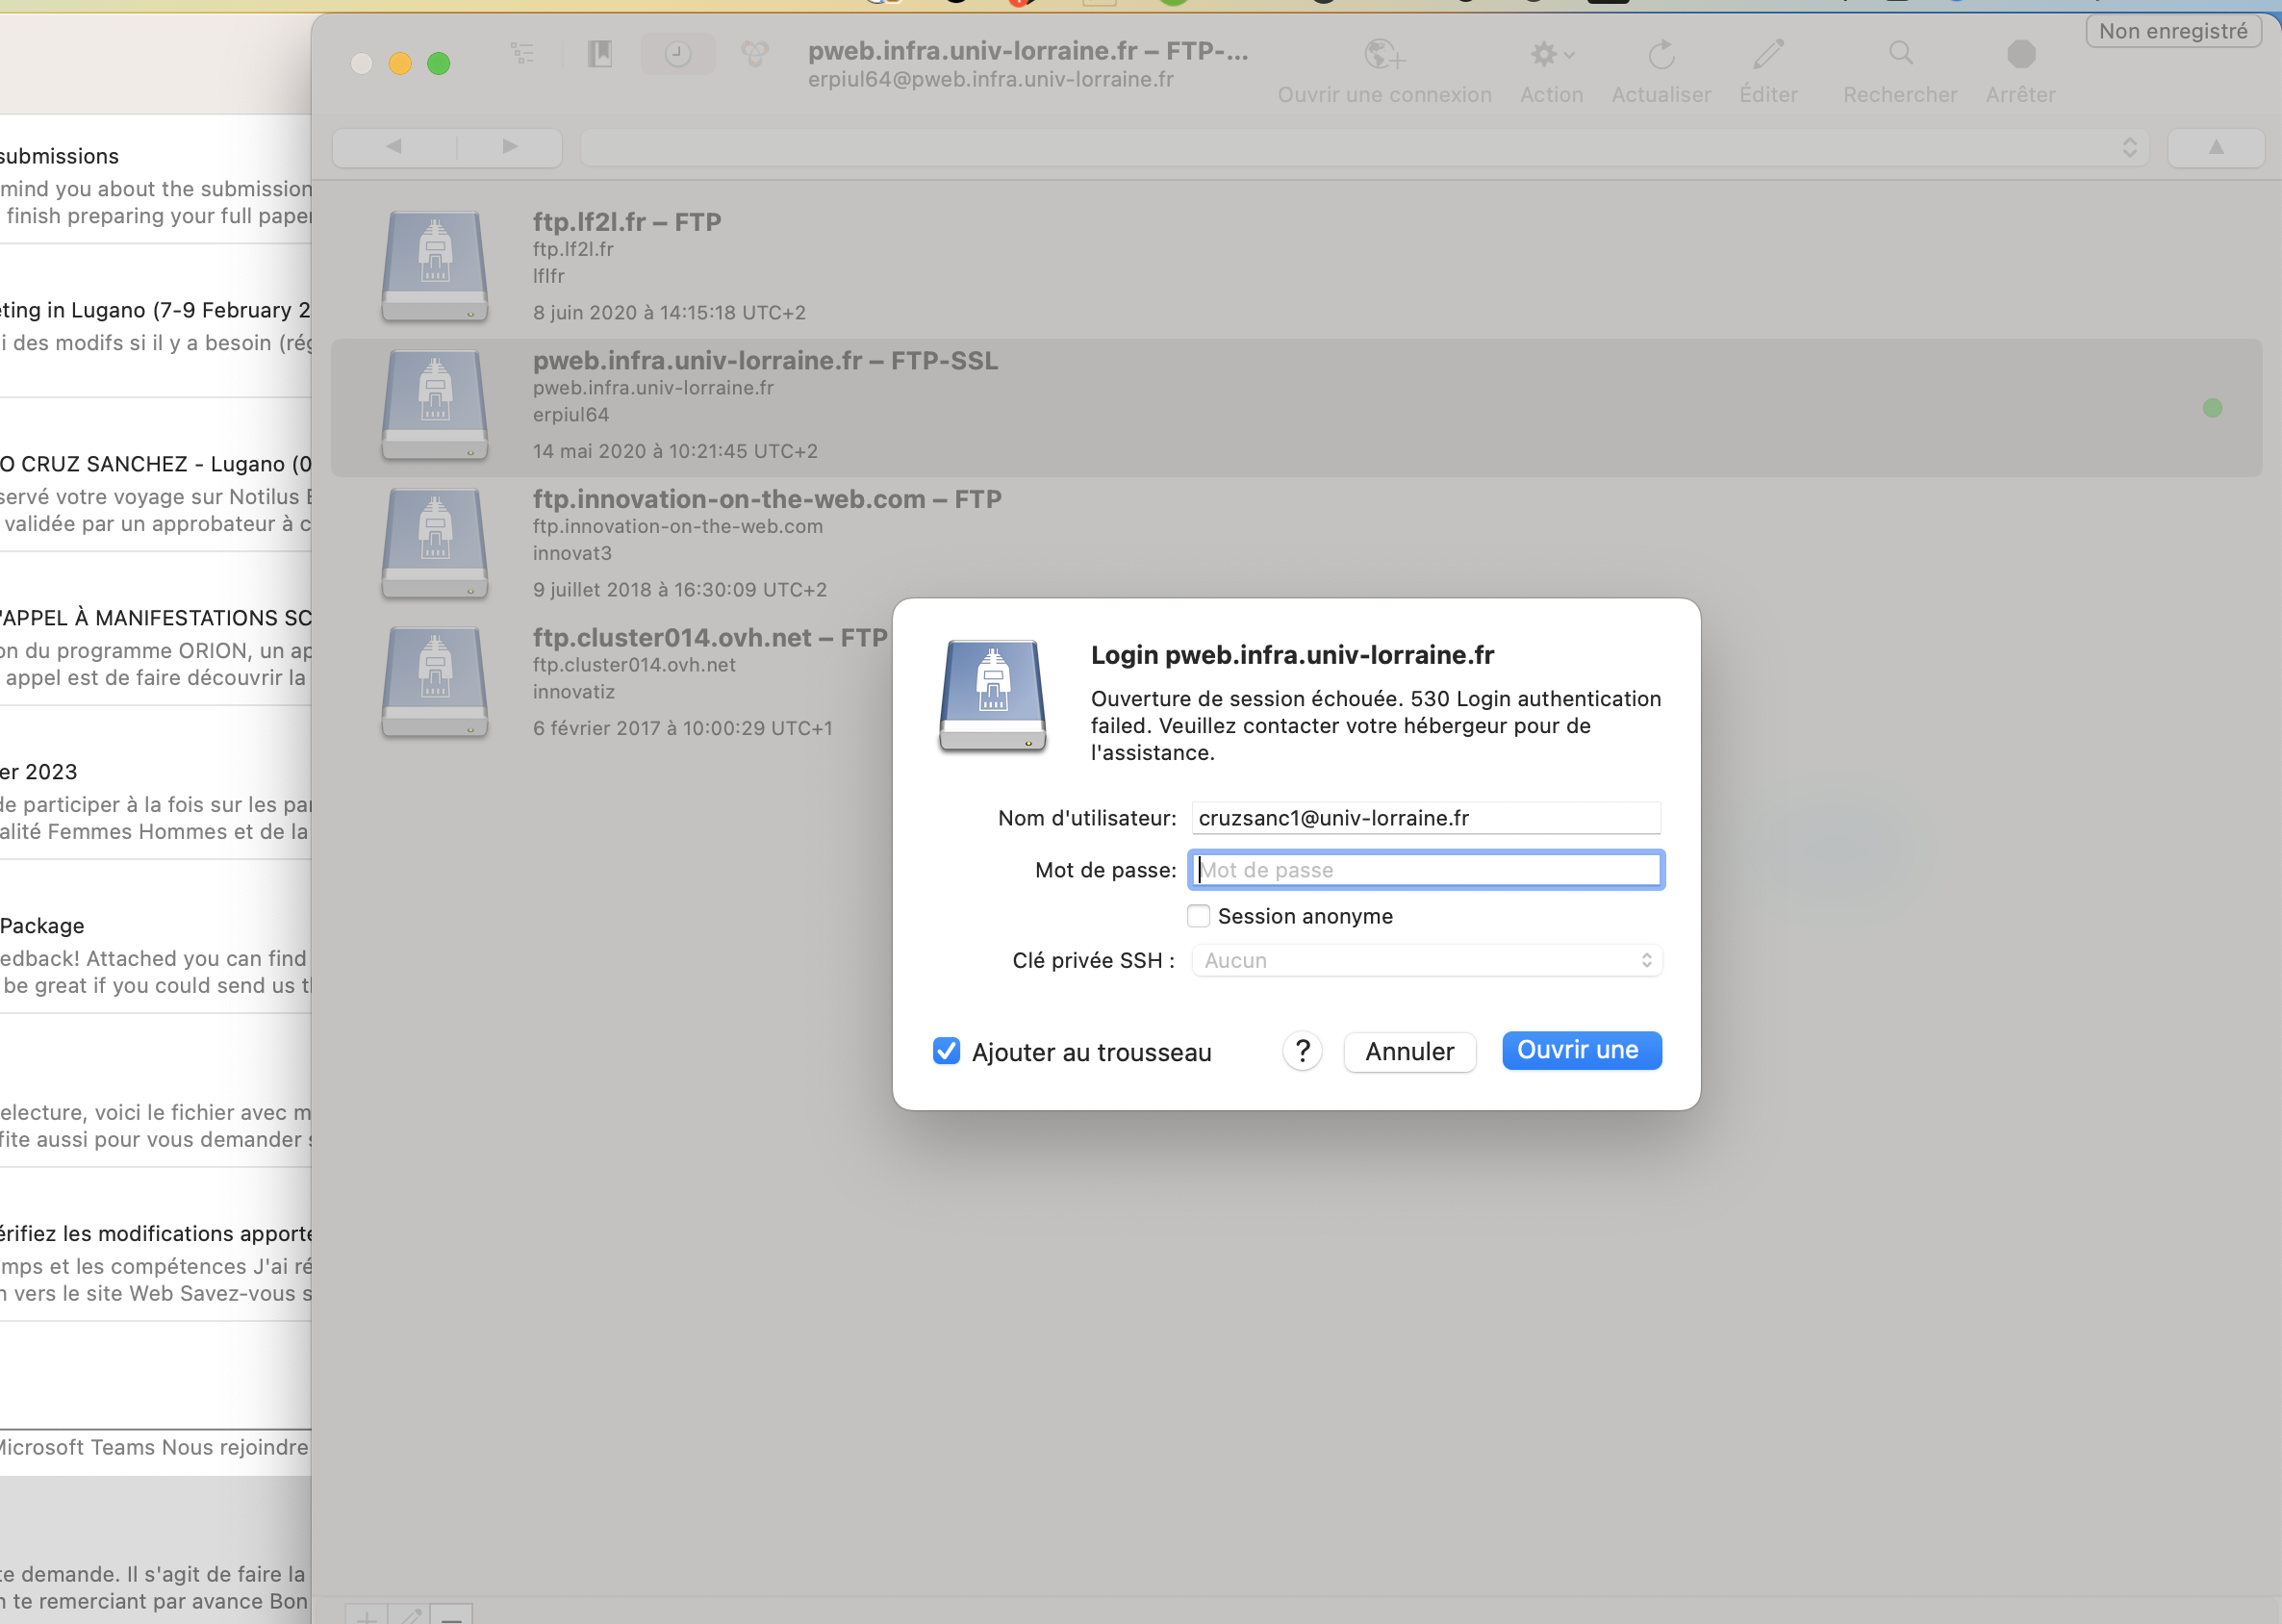 Non enregistré
pweb.infra.univ-lorraine.fr – FTP-...
erpiul64@pweb.infra.univ-lorraine.fr
Ouvrir une connexion
Action
Actualiser
Éditer
Rechercher
Arrêter
submissions
mind you about the submission
finish preparing your full paper
ting in Lugano (7-9 February 2
i des modifs si il y a besoin (rég
O CRUZ SANCHEZ - Lugano (0
servé votre voyage sur Notilus E
validée par un approbateur à c
'APPEL À MANIFESTATIONS SC
on du programme ORION, un ap
appel est de faire découvrir la
er 2023
de participer à la fois sur les pa
alité Femmes Hommes et de la
Package
edback! Attached you can find
be great if you could send us t
electure, voici le fichier avec m
fite aussi pour vous demander s
érifiez les modifications apporté
mps et les compétences J'ai ré
n vers le site Web Savez-vous s
Microsoft Teams Nous rejoindre
te demande. Il s'agit de faire la
n te remerciant par avance Bon
ftp.lf2l.fr – FTP
ftp.lf2l.fr
lflfr
8 juin 2020 à 14:15:18 UTC+2
pweb.infra.univ-lorraine.fr – FTP-SSL
pweb.infra.univ-lorraine.fr
erpiul64
14 mai 2020 à 10:21:45 UTC+2
ftp.innovation-on-the-web.com – FTP
ftp.innovation-on-the-web.com
innovat3
9 juillet 2018 à 16:30:09 UTC+2
ftp.cluster014.ovh.net – FTP
ftp.cluster014.ovh.net
innovatiz
6 février 2017 à 10:00:29 UTC+1
Login pweb.infra.univ-lorraine.fr
Ouverture de session échouée. 530 Login authentication
failed. Veuillez contacter votre hébergeur pour de
l'assistance.
Nom d'utilisateur: cruzsanc1@univ-lorraine.fr
Mot de passe: Mot de passe
Session anonyme
Clé privée SSH : Aucun
Ajouter au trousseau
?
Annuler
Ouvrir une